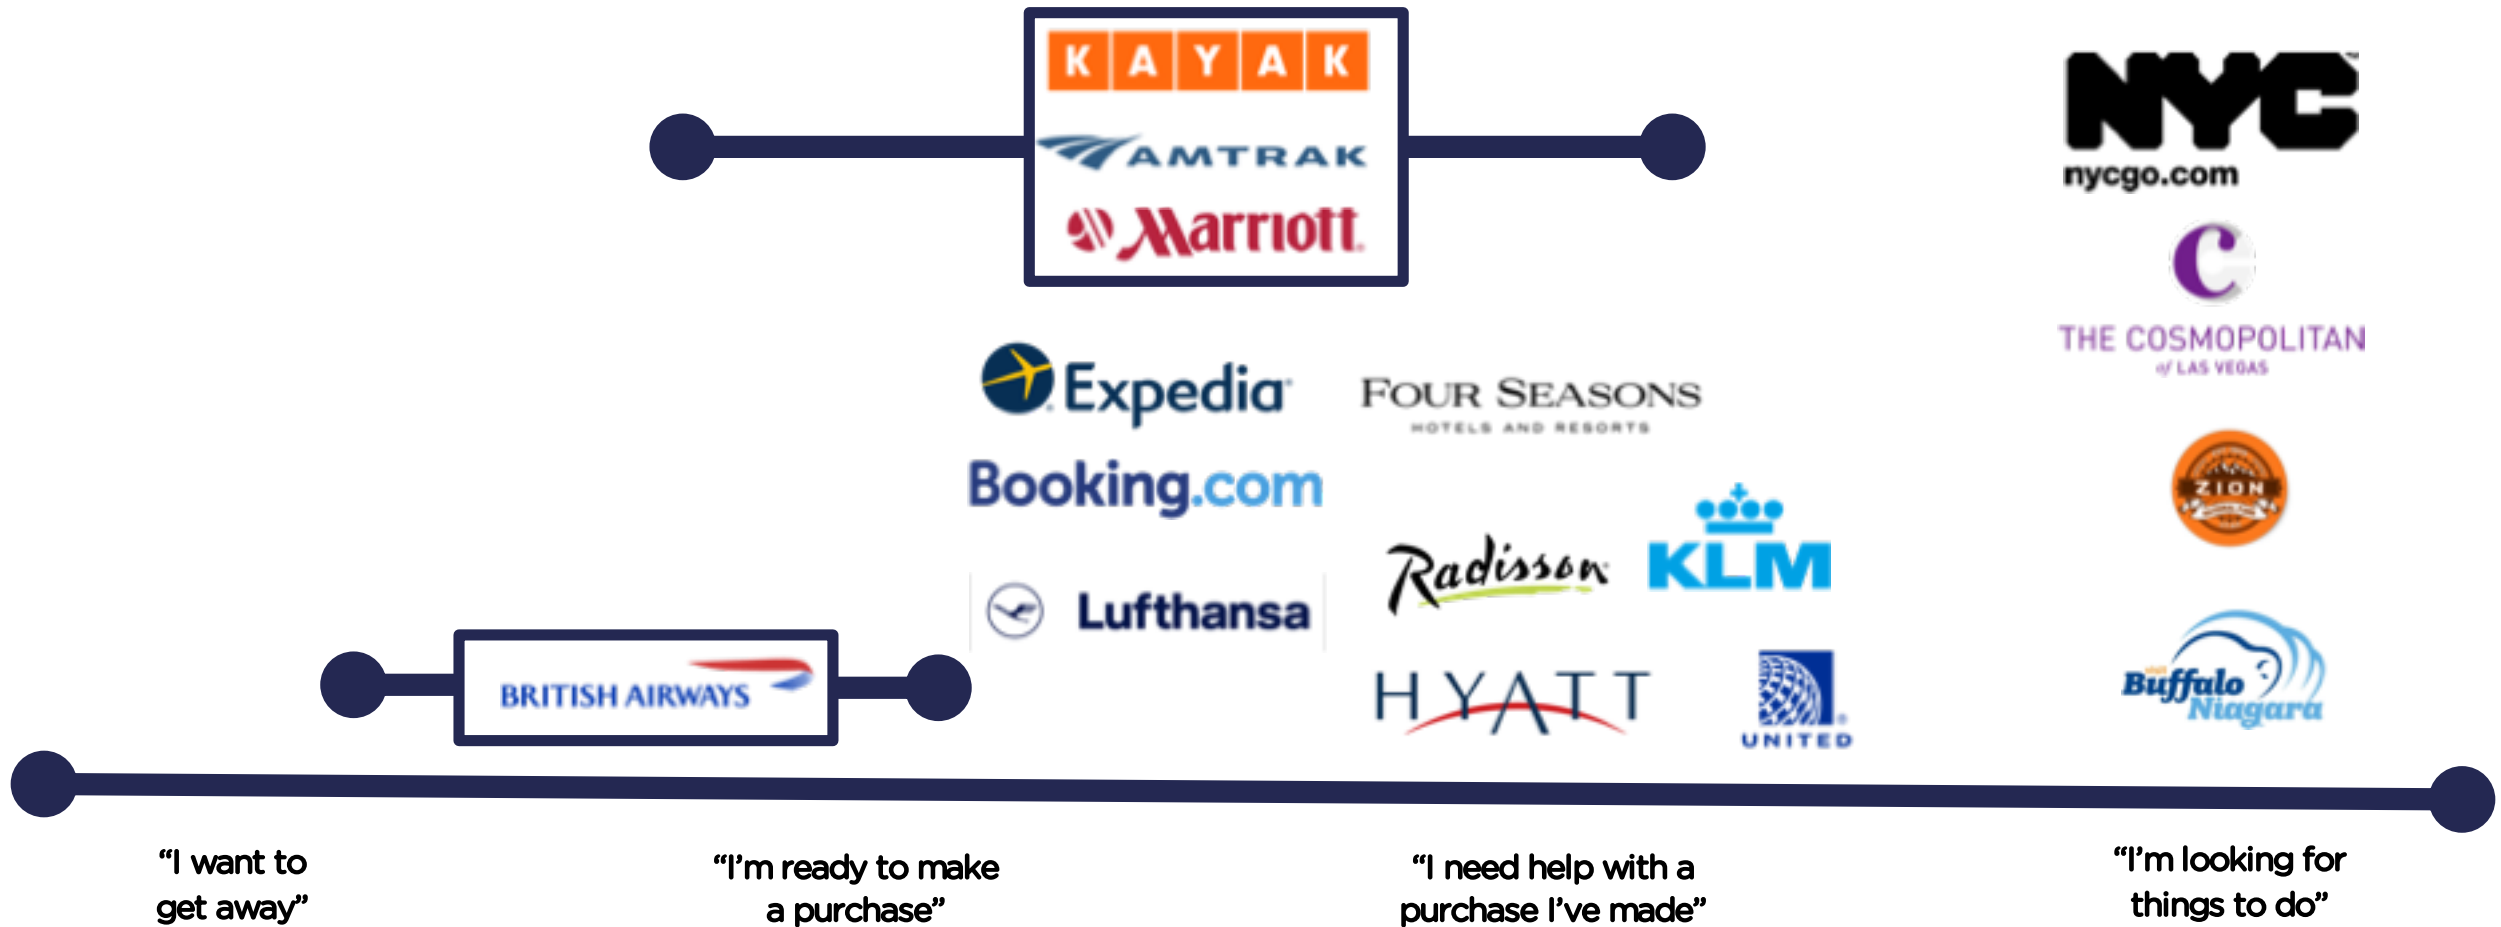 KAYAK
AMTRAK
Marriott
NYC
nycgo.com
THE COSMOPOLITAN
of LAS VEGAS
Expedia
FOUR SEASONS
HOTELS AND RESORTS
Booking.com
ZION
Radisson
KLM
Lufthansa
BRITISH AIRWAYS
HYATT
UNITED
visit
Buffalo
Niagara
“I want to
get away”
“I’m ready to make
a purchase”
“I need help with a
purchase I’ve made”
“I’m looking for
things to do”